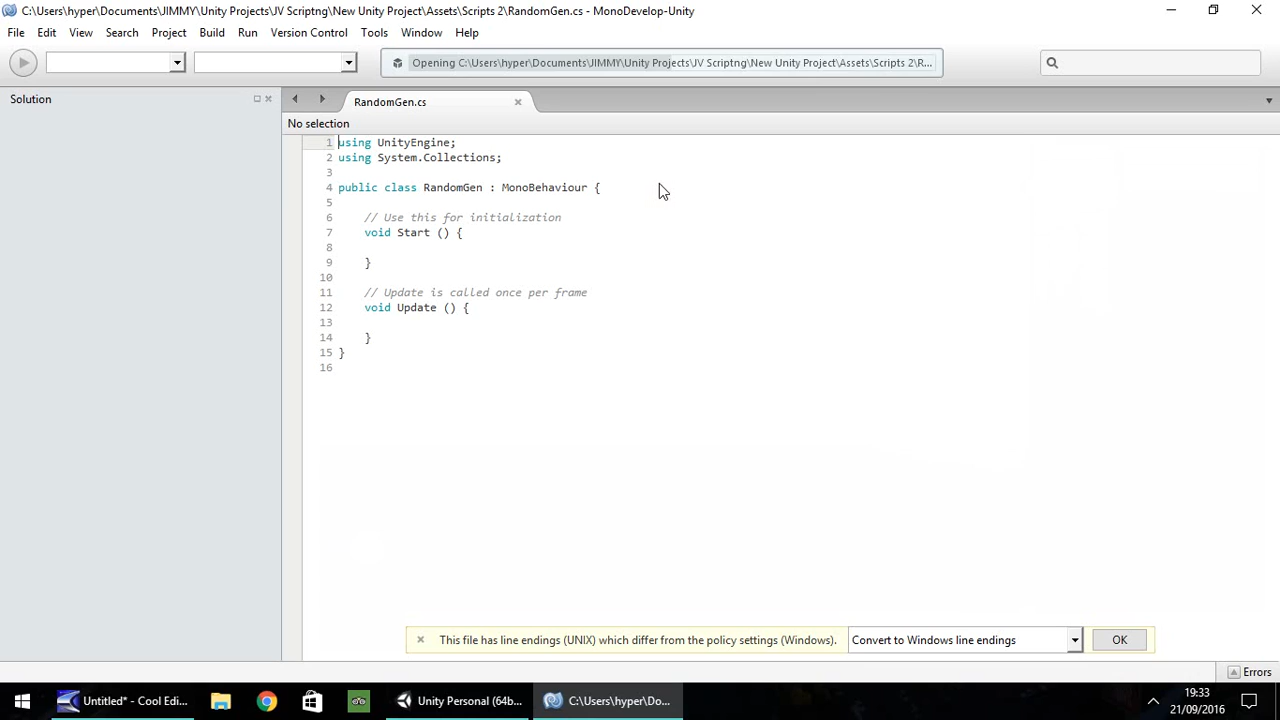 C:\Users\hyper\Documents\JIMMY\Unity Projects\JV Scriptng\New Unity Project\Assets\Scripts 2\RandomGen.cs - MonoDevelop-Unity
File Edit View Search Project Build Run Version Control Tools Window Help
Opening C:\Users\hyper\Documents\JIMMY\Unity Projects\JV Scriptng\New Unity Project\Assets\Scripts 2\R...
Solution
RandomGen.cs
No selection
1 using UnityEngine;
2 using System.Collections;
3
4 public class RandomGen : MonoBehaviour {
5
6 // Use this for initialization
7 void Start () {
8
9 }
10
11 // Update is called once per frame
12 void Update () {
13
14 }
15 }
16
This file has line endings (UNIX) which differ from the policy settings (Windows). Convert to Windows line endings OK
Errors
Untitled* - Cool Edi... Unity Personal (64b... C:\Users\hyper\Do... 19:33
21/09/2016